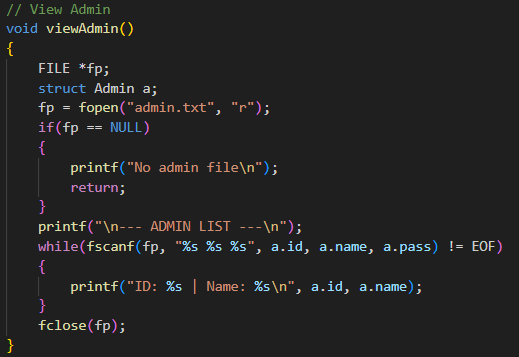 // View Admin
void viewAdmin()
{
    FILE *fp;
    struct Admin a;
    fp = fopen("admin.txt", "r");
    if(fp == NULL)
    {
        printf("No admin file\n");
        return;
    }
    printf("\n--- ADMIN LIST ---\n");
    while(fscanf(fp, "%s %s %s", a.id, a.name, a.pass) != EOF)
    {
        printf("ID: %s | Name: %s\n", a.id, a.name);
    }
    fclose(fp);
}